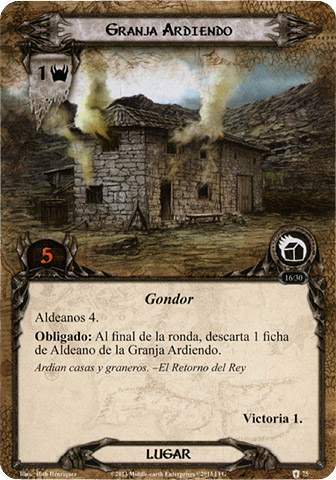 GRANJA ARDIENDO
1
5
16/30
Gondor
Aldeanos 4.
Obligado: Al final de la ronda, descarta 1 ficha
de Aldeano de la Granja Ardiendo.
Ardían casas y graneros. –El Retorno del Rey
Victoria 1.
LUGAR
©2013 Middle-earth Enterprises ©2013 FFG
75